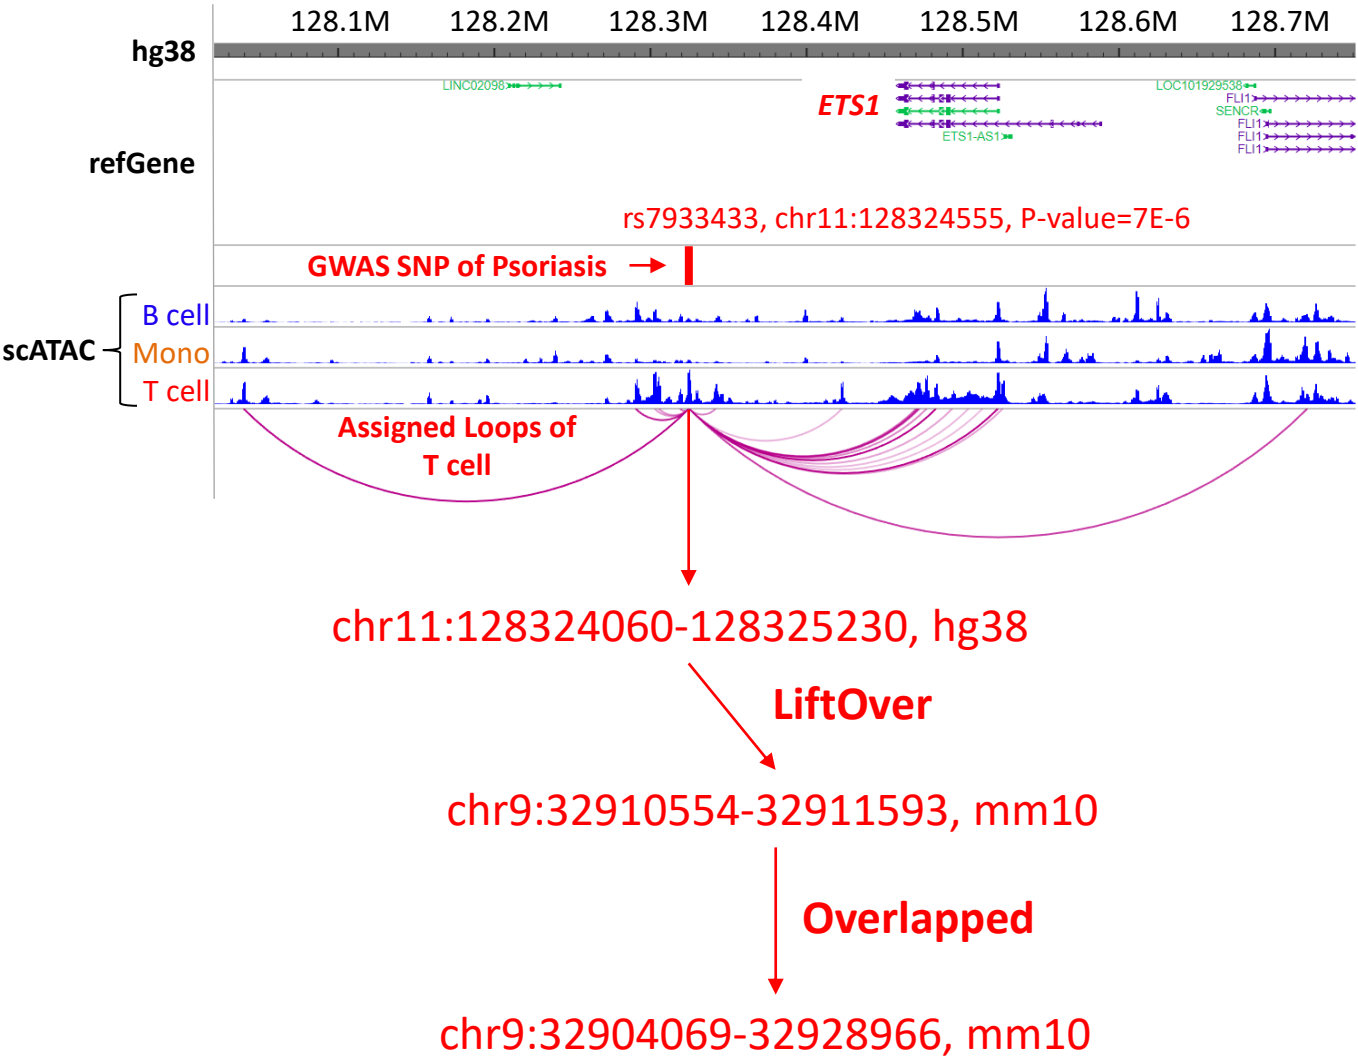 128.1M 128.2M 128.3M 128.4M 128.5M 128.6M 128.7M
hg38
LINC02098
LOC101929538
ETS1
FLI1
SENCR
FLI1
ETS1-AS1
FLI1
FLI1
refGene
rs7933433, chr11:128324555, P-value=7E-6
GWAS SNP of Psoriasis
scATAC
B cell
Mono
T cell
Assigned Loops of
T cell
chr11:128324060-128325230, hg38
LiftOver
chr9:32910554-32911593, mm10
Overlapped
chr9:32904069-32928966, mm10